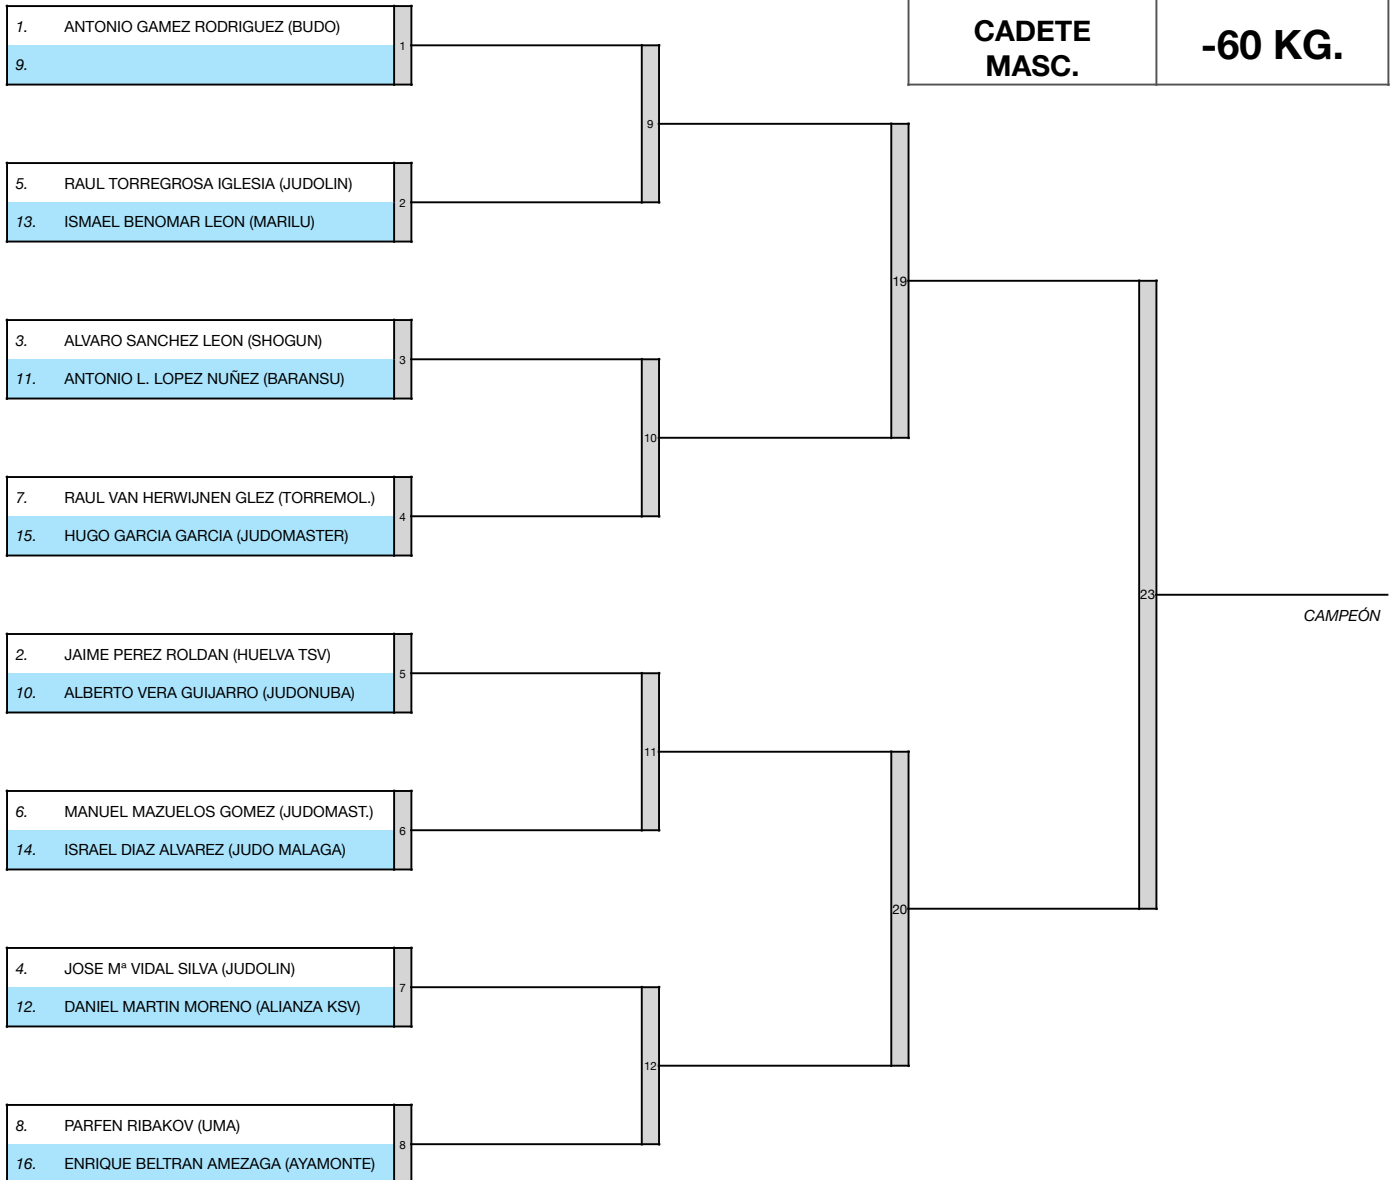 CADETE
MASC.
-60 KG.
1. ANTONIO GAMEZ RODRIGUEZ (BUDO)
9.
1
5. RAUL TORREGROSA IGLESIA (JUDOLIN)
13. ISMAEL BENOMAR LEON (MARILU)
2
9
3. ALVARO SANCHEZ LEON (SHOGUN)
11. ANTONIO L. LOPEZ NUÑEZ (BARANSU)
3
7. RAUL VAN HERWIJNEN GLEZ (TORREMOL.)
15. HUGO GARCIA GARCIA (JUDOMASTER)
4
10
19
2. JAIME PEREZ ROLDAN (HUELVA TSV)
10. ALBERTO VERA GUIJARRO (JUDONUBA)
5
6. MANUEL MAZUELOS GOMEZ (JUDOMAST.)
14. ISRAEL DIAZ ALVAREZ (JUDO MALAGA)
6
11
4. JOSE Mª VIDAL SILVA (JUDOLIN)
12. DANIEL MARTIN MORENO (ALIANZA KSV)
7
8. PARFEN RIBAKOV (UMA)
16. ENRIQUE BELTRAN AMEZAGA (AYAMONTE)
8
12
20
23
CAMPEÓN